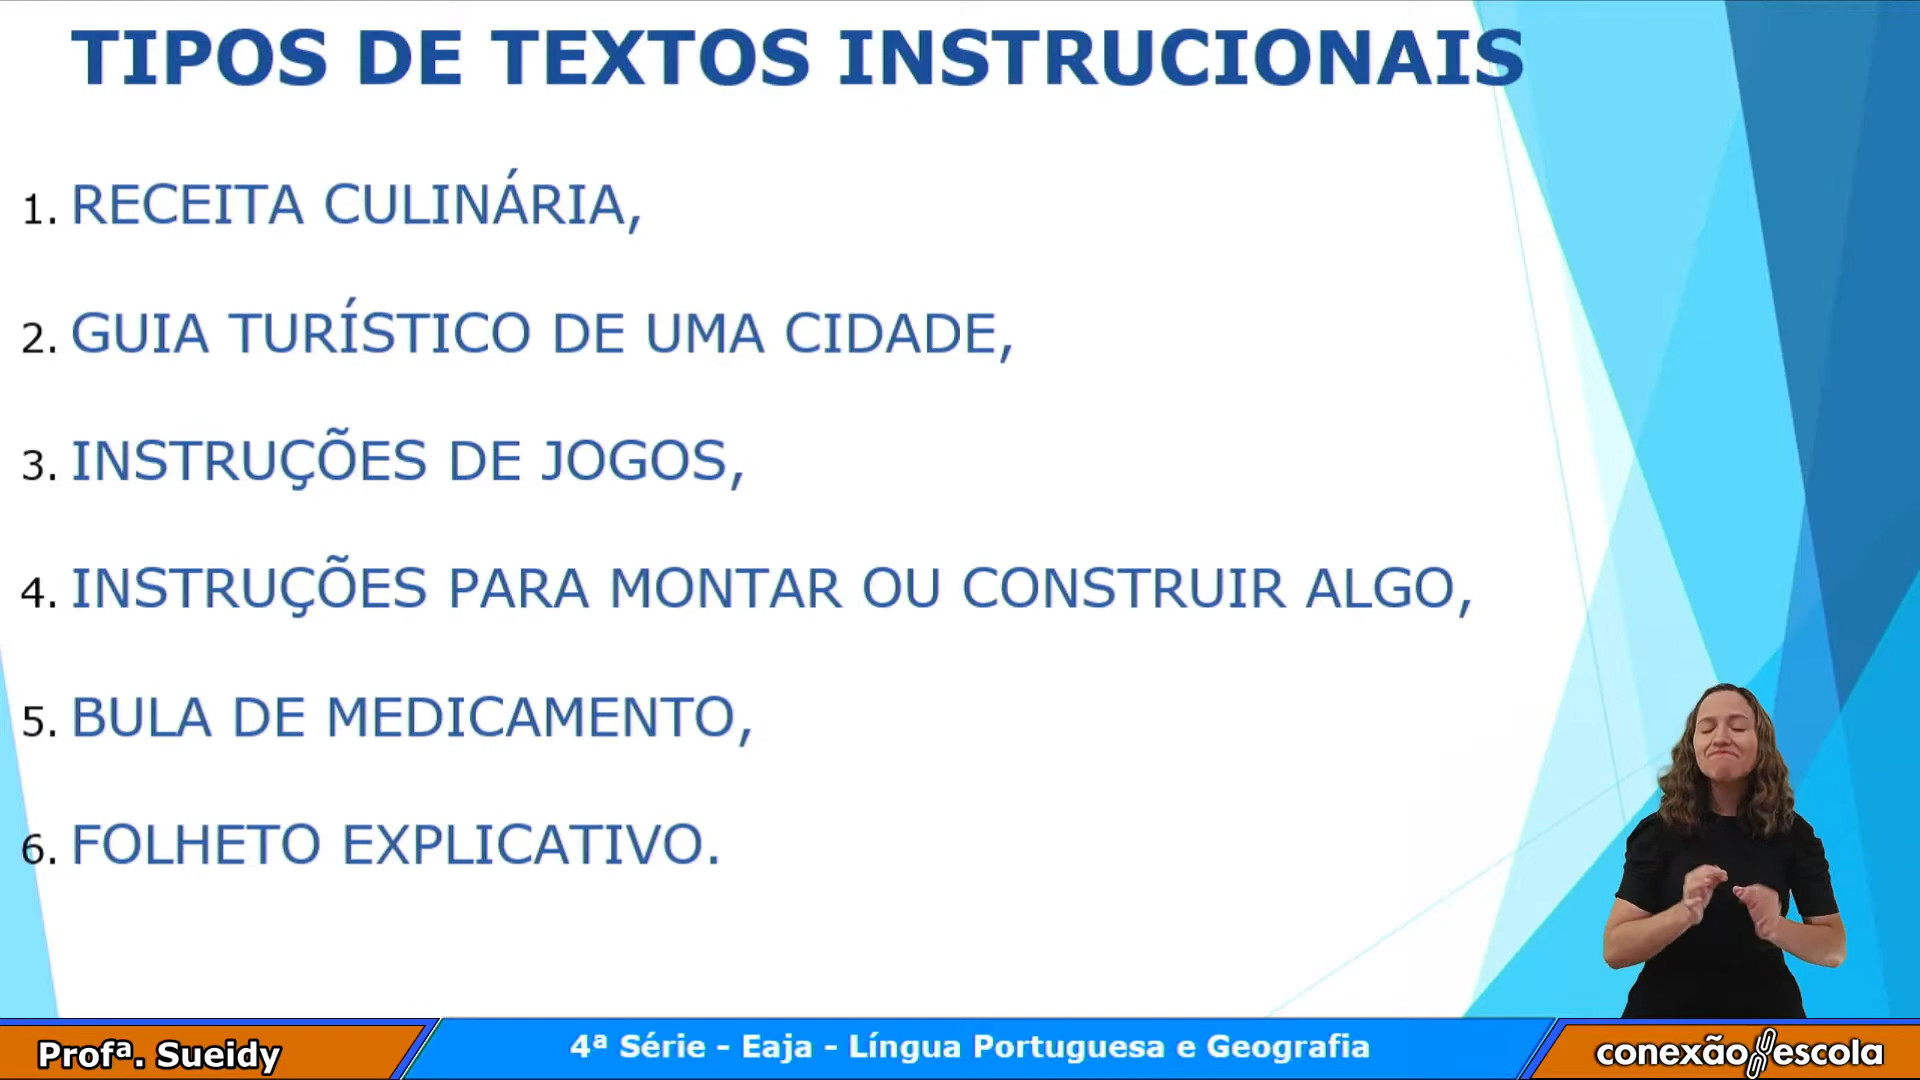 TIPOS DE TEXTOS INSTRUCIONAIS
1. RECEITA CULINÁRIA,
2. GUIA TURÍSTICO DE UMA CIDADE,
3. INSTRUÇÕES DE JOGOS,
4. INSTRUÇÕES PARA MONTAR OU CONSTRUIR ALGO,
5. BULA DE MEDICAMENTO,
6. FOLHETO EXPLICATIVO.
Profª. Sueidy
4ª Série - Eaja - Língua Portuguesa e Geografia
conexão escola